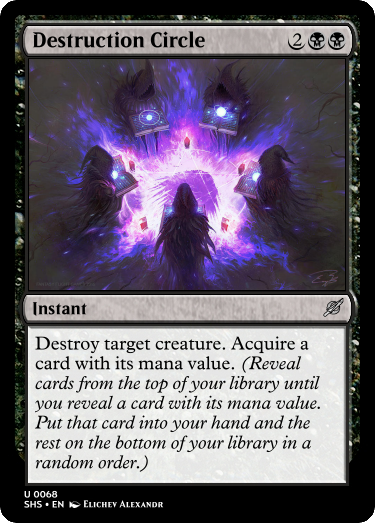 Destruction Circle 2
Instant
Destroy target creature. Acquire a
card with its mana value. (Reveal
cards from the top of your library until
you reveal a card with its mana value.
Put that card into your hand and the
rest on the bottom of your library in a
random order.)
U 0068
SHS • EN Elichev Alexandr